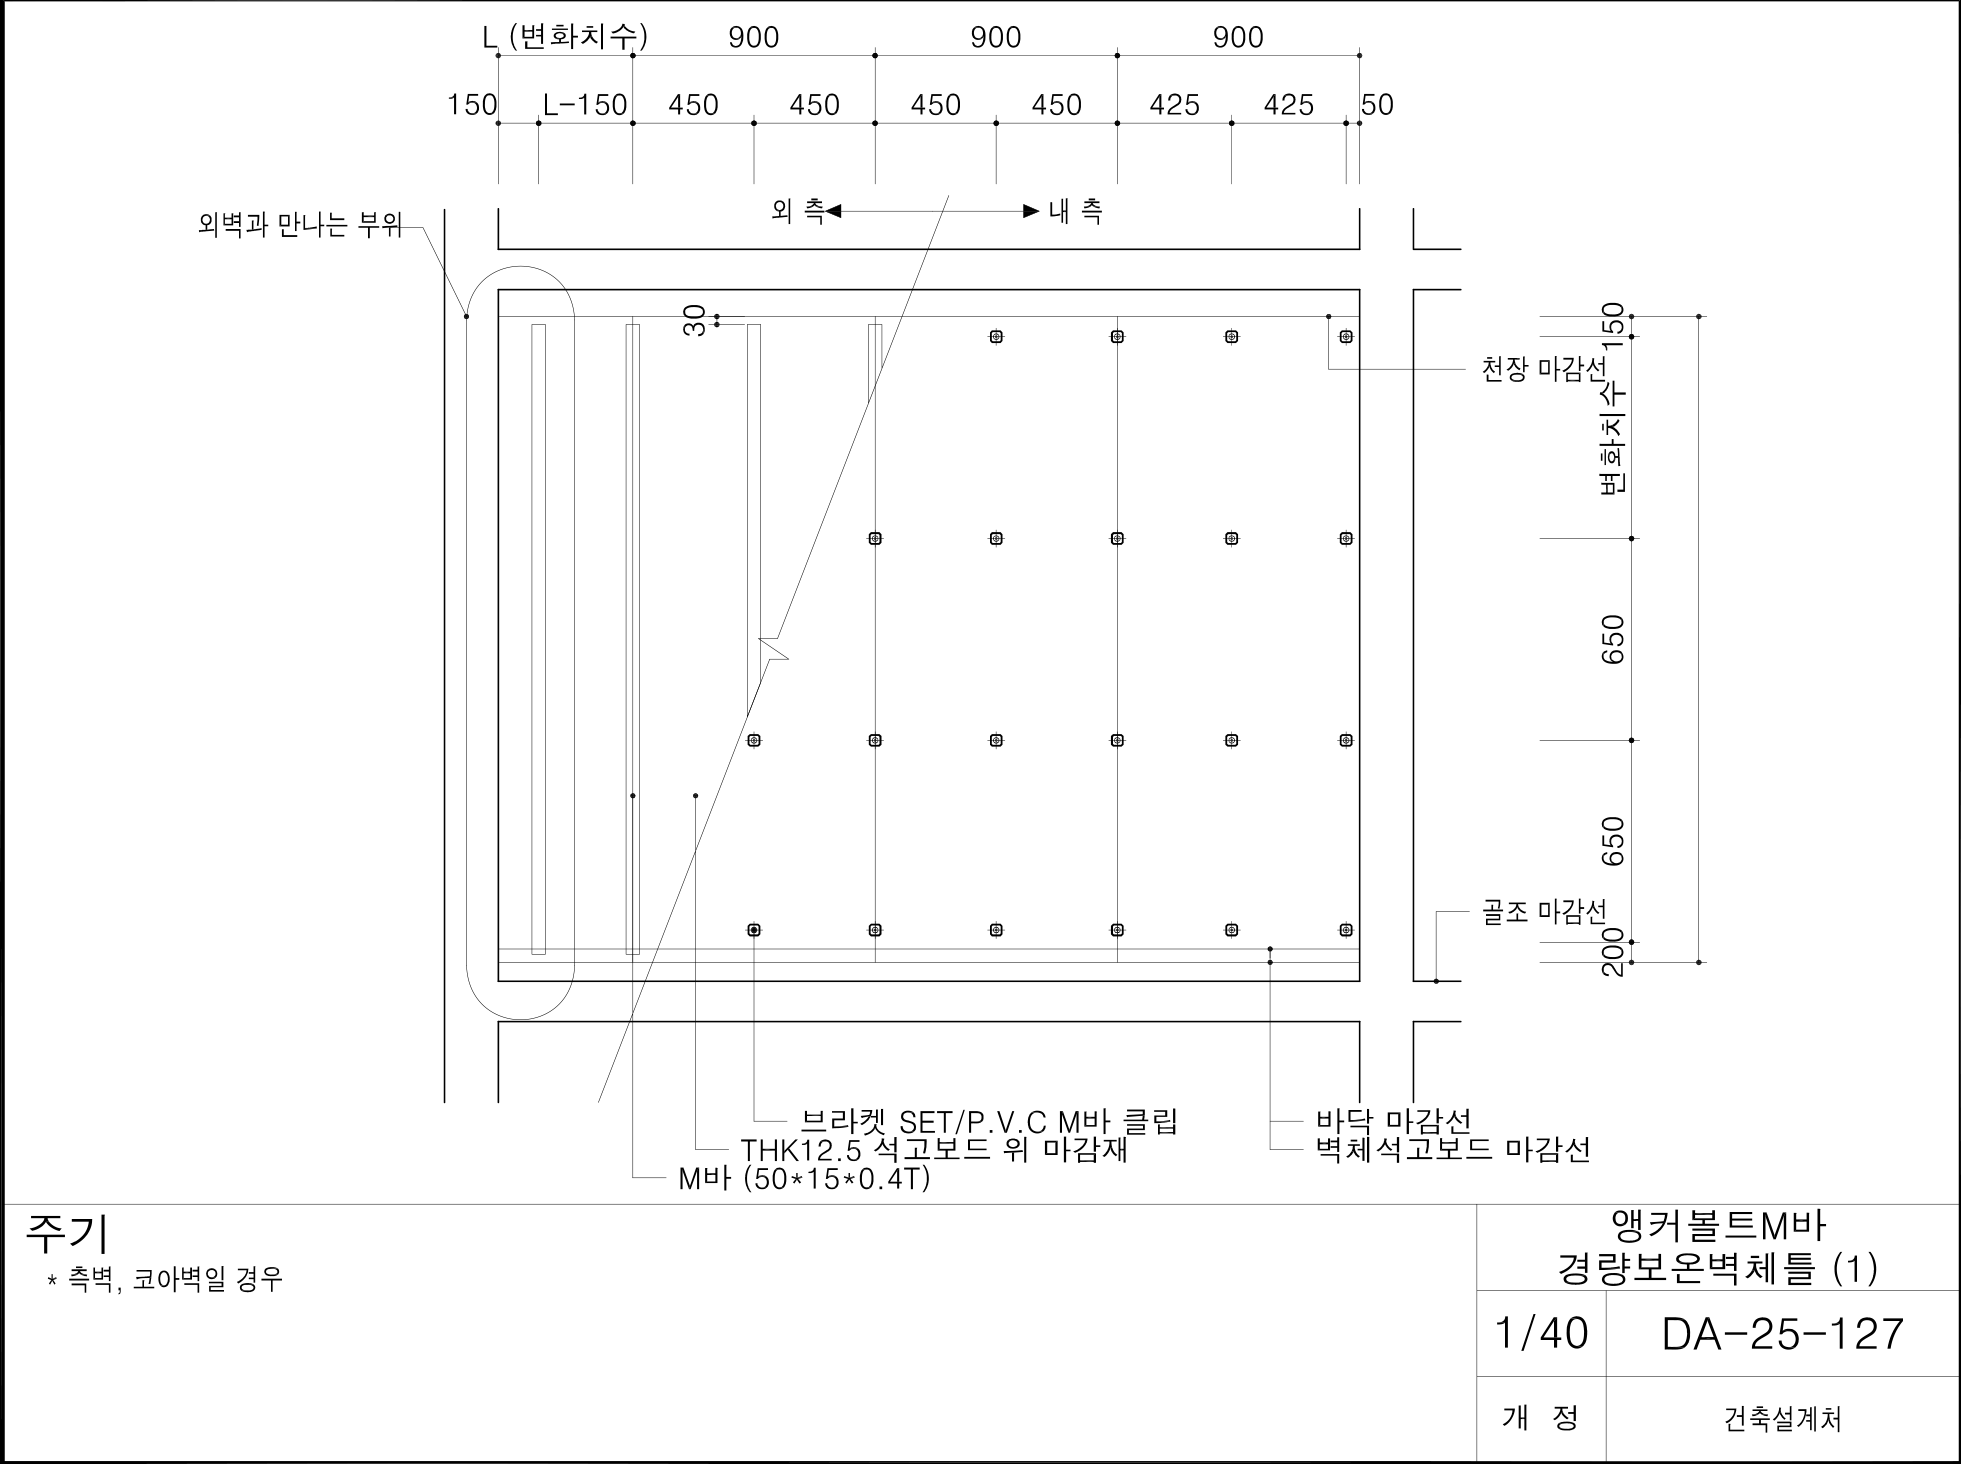 L (변화치수) 900 900 900
150 L-150 450 450 450 450 425 425 50
외 측 내 측
외벽과 만나는 부위
30
150
천장 마감선
변화치수
650
650
골조 마감선
200
브라켓 SET/P.V.C M바 클립
THK12.5 석고보드 위 마감재
M바 (50*15*0.4T)
바닥 마감선
벽체석고보드 마감선
주기
* 측벽, 코아벽일 경우
앵커볼트M바
경량보온벽체틀 (1)
1/40 DA-25-127
개 정 건축설계처